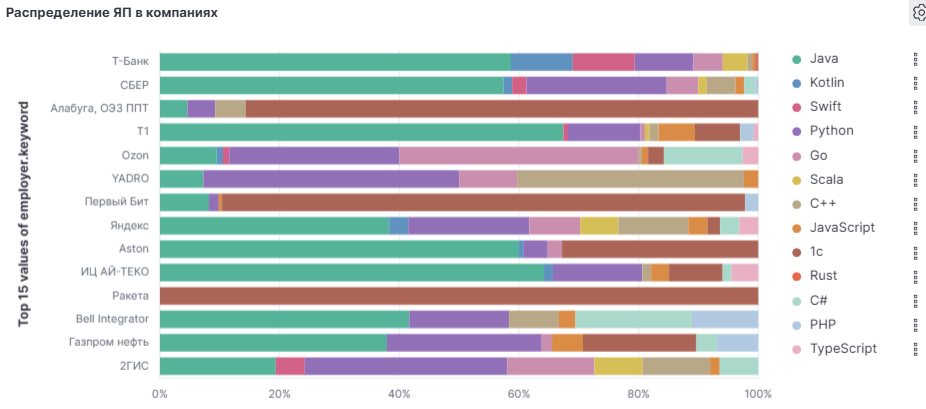 Распределение ЯП в компаниях
Top 15 values of employer.keyword
Т-Банк
СБЕР
Алабуга, ОЭЗ ППТ
Т1
Ozon
YADRO
Первый Бит
Яндекс
Aston
ИЦ АЙ-ТЕКО
Ракета
Bell Integrator
Газпром нефть
2ГИС
0%
20%
40%
60%
80%
100%
Java
Kotlin
Swift
Python
Go
Scala
C++
JavaScript
1c
Rust
C#
PHP
TypeScript